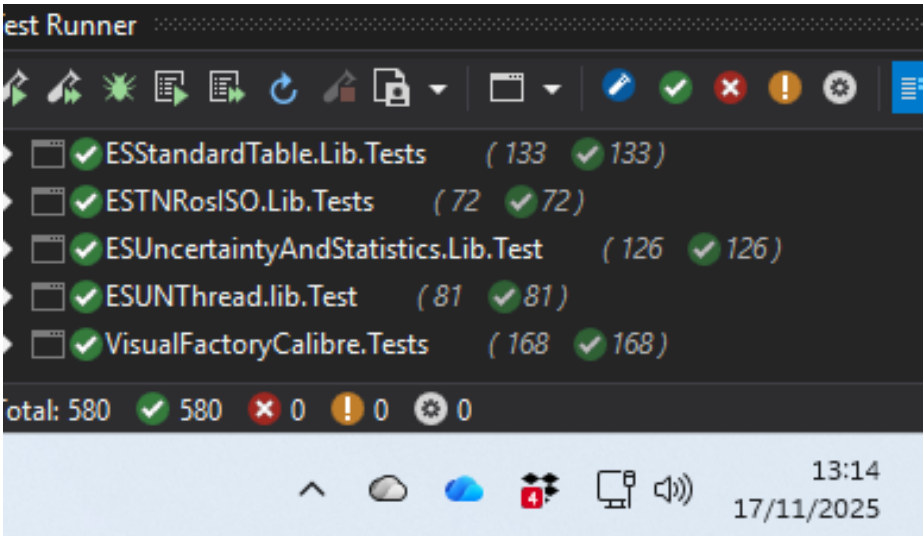 est Runner
ESStandardTable.Lib.Tests ( 133 133 )
ESTNRosISO.Lib.Tests ( 72 72 )
ESUncertaintyAndStatistics.Lib.Test ( 126 126 )
ESUNThread.lib.Test ( 81 81 )
VisualFactoryCalibre.Tests ( 168 168 )
otal: 580 580 0 0 0
4
13:14
17/11/2025